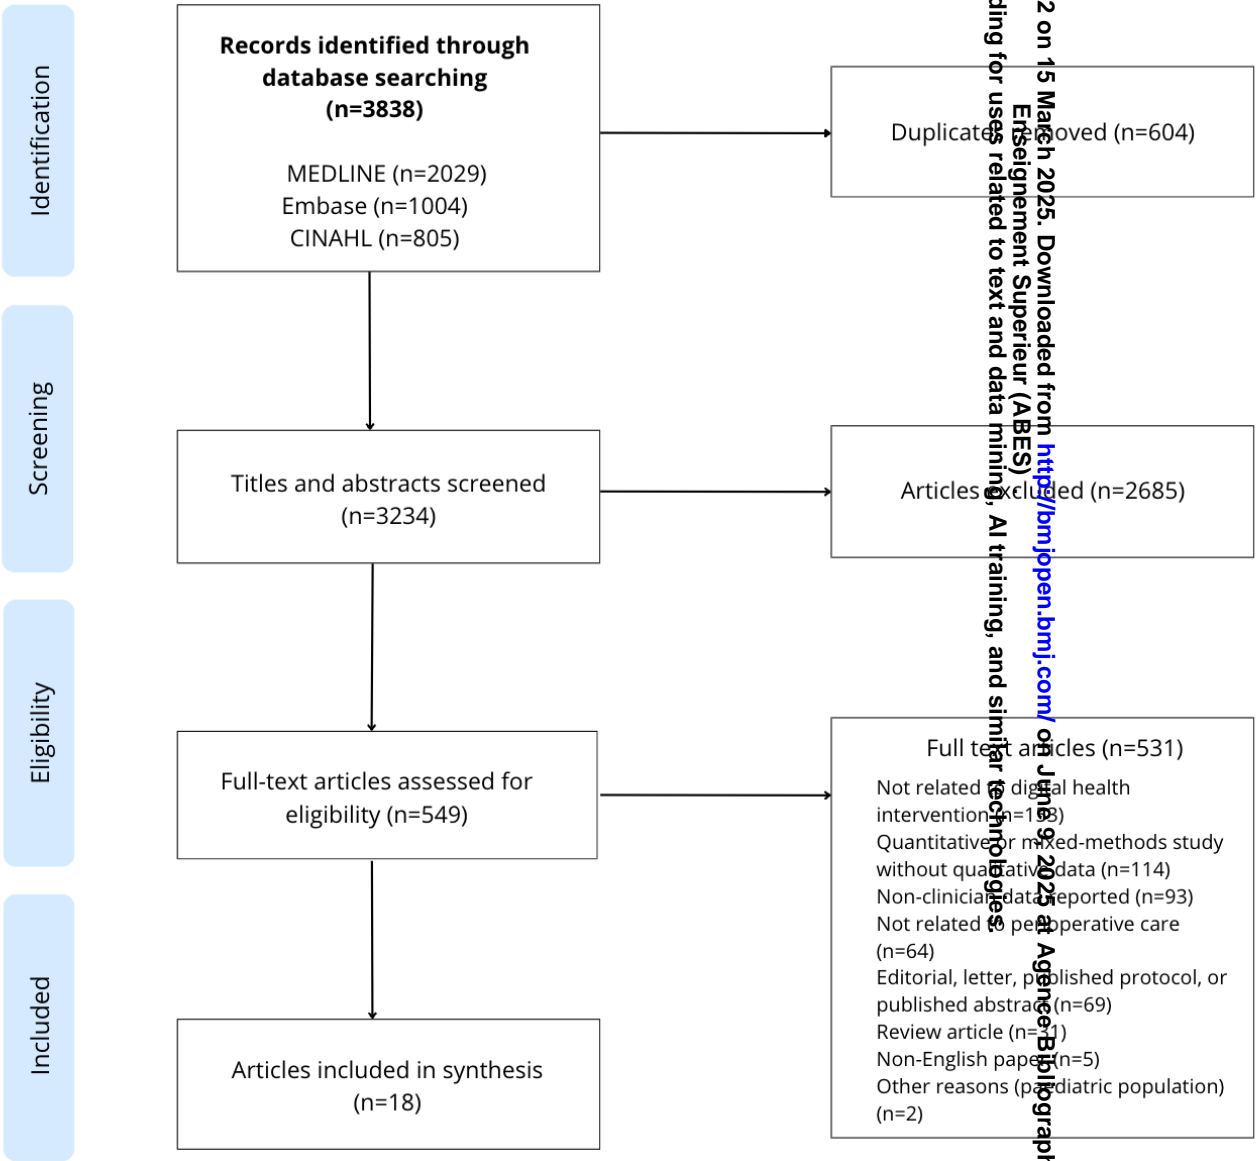 Identification
Records identified through
database searching
(n=3838)
MEDLINE (n=2029)
Embase (n=1004)
CINAHL (n=805)
Duplicates removed (n=604)
Screening
Titles and abstracts screened
(n=3234)
Articles excluded (n=2685)
Eligibility
Full-text articles assessed for
eligibility (n=549)
Full text articles (n=531)
Not related to digital health
intervention (n=153)
Quantitative or mixed-methods study
without qualitative data (n=114)
Non-clinician data reported (n=93)
Not related to perioperative care
(n=64)
Editorial, letter, published protocol, or
published abstract (n=69)
Review article (n=31)
Non-English paper (n=5)
Other reasons (paediatric population)
(n=2)
Included
Articles included in synthesis
(n=18)
2 on 15 March 2025. Downloaded from http://bmjopen.bmj.com/ on June 9, 2025 at Agence Bibliograph
Enseignement Superieur (ABES) .
ding for uses related to text and data mining, AI training, and similar technologies.